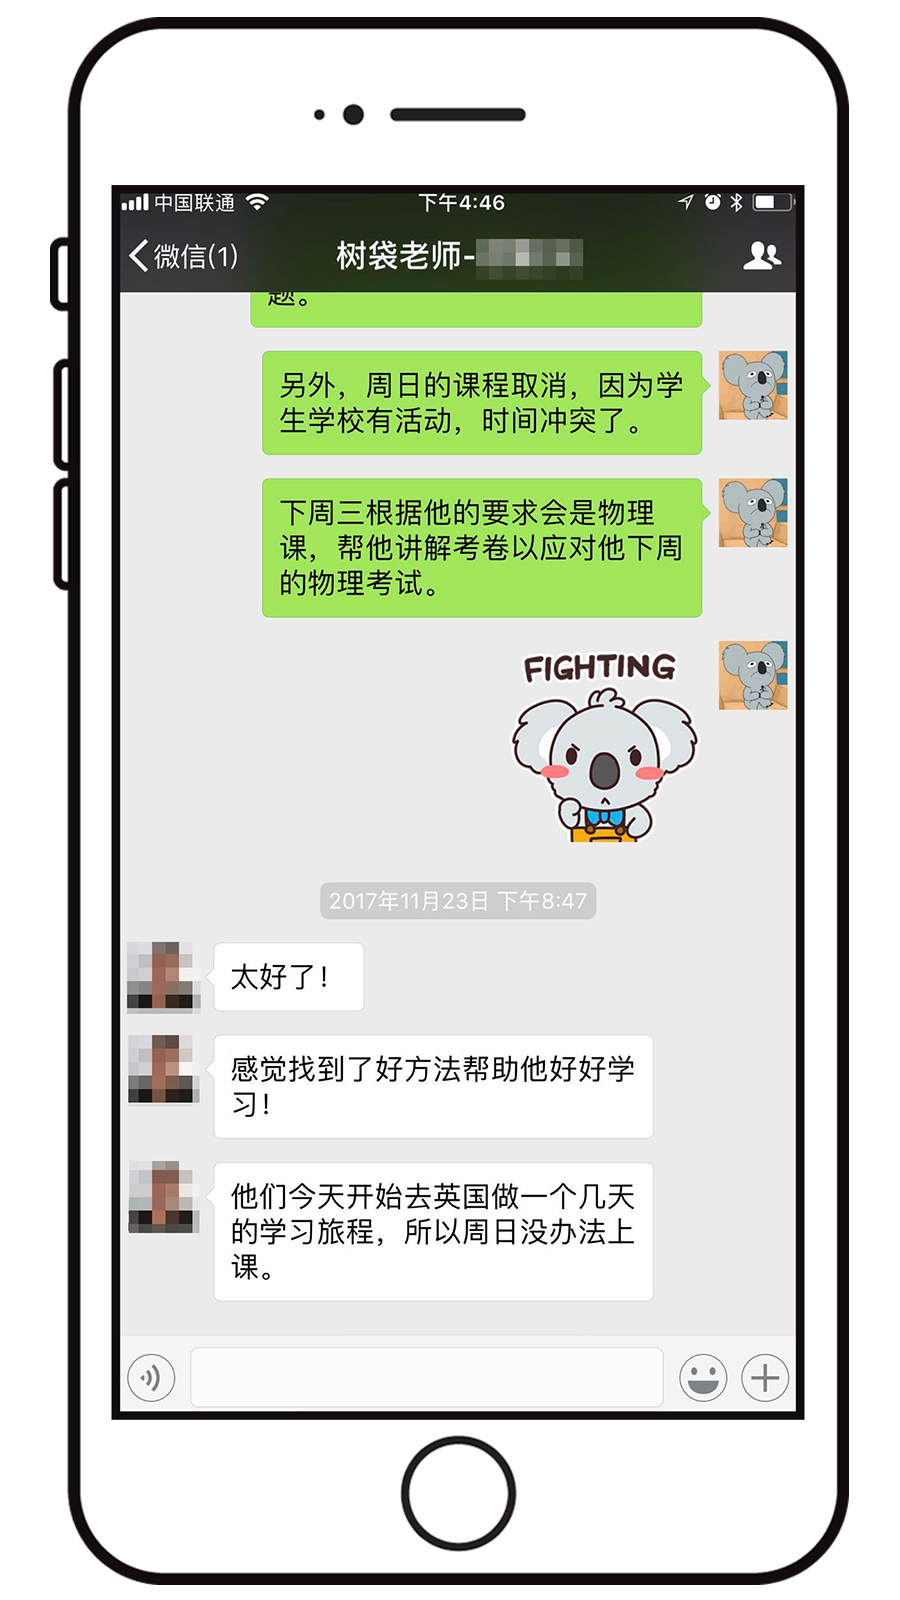 中国联通
下午4:46
微信(1)
树袋老师-
题。
另外，周日的课程取消，因为学
生学校有活动，时间冲突了。
下周三根据他的要求会是物理
课，帮他讲解考卷以应对他下周
的物理考试。
FIGHTING
2017年11月23日 下午8:47
太好了！
感觉找到了好方法帮助他好好学
习！
他们今天开始去英国做一个几天
的学习旅程，所以周日没办法上
课。